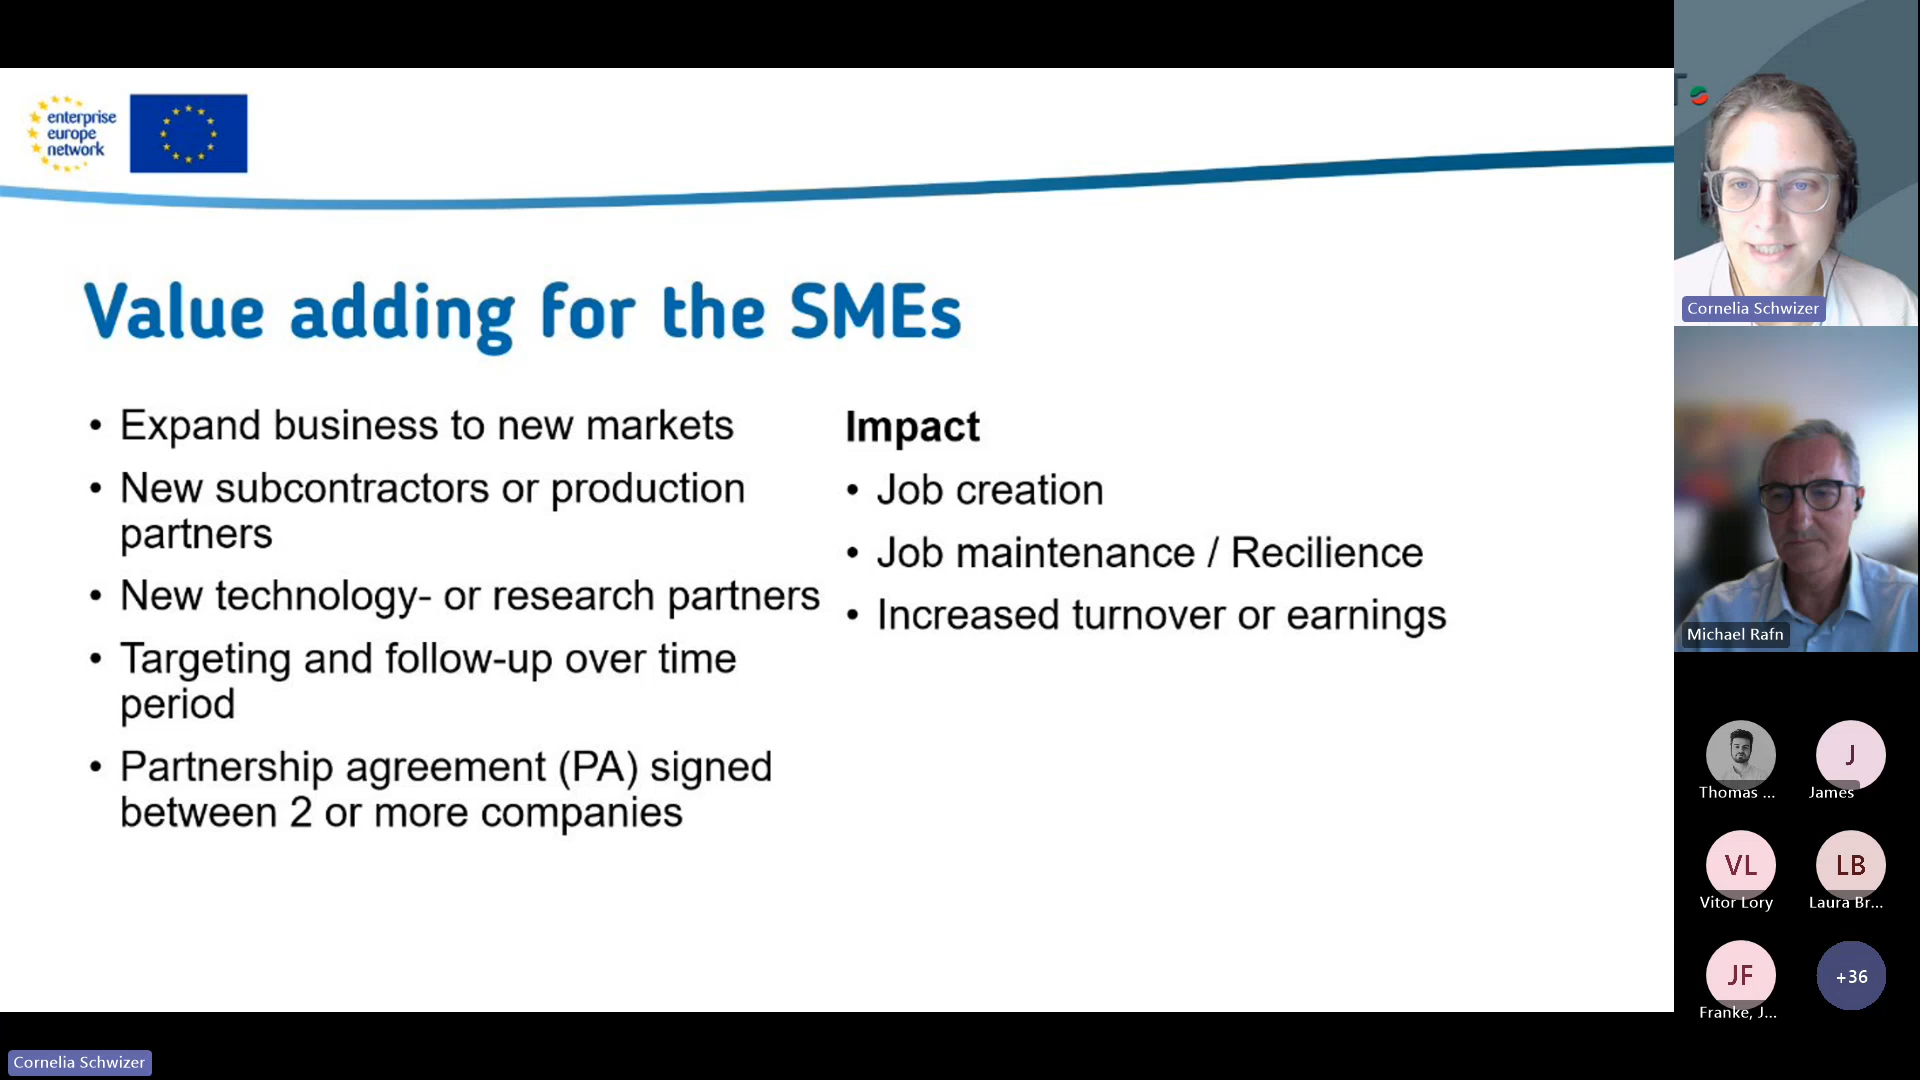 enterprise
europe
network
Value adding for the SMEs
• Expand business to new markets
• New subcontractors or production
partners
• New technology- or research partners
• Targeting and follow-up over time
period
• Partnership agreement (PA) signed
between 2 or more companies
Impact
• Job creation
• Job maintenance / Recilience
• Increased turnover or earnings
T
Cornelia Schwizer
Michael Rafn
Thomas ...
J
James
VL
Vitor Lory
LB
Laura Br...
JF
Franke, J...
+36
Cornelia Schwizer